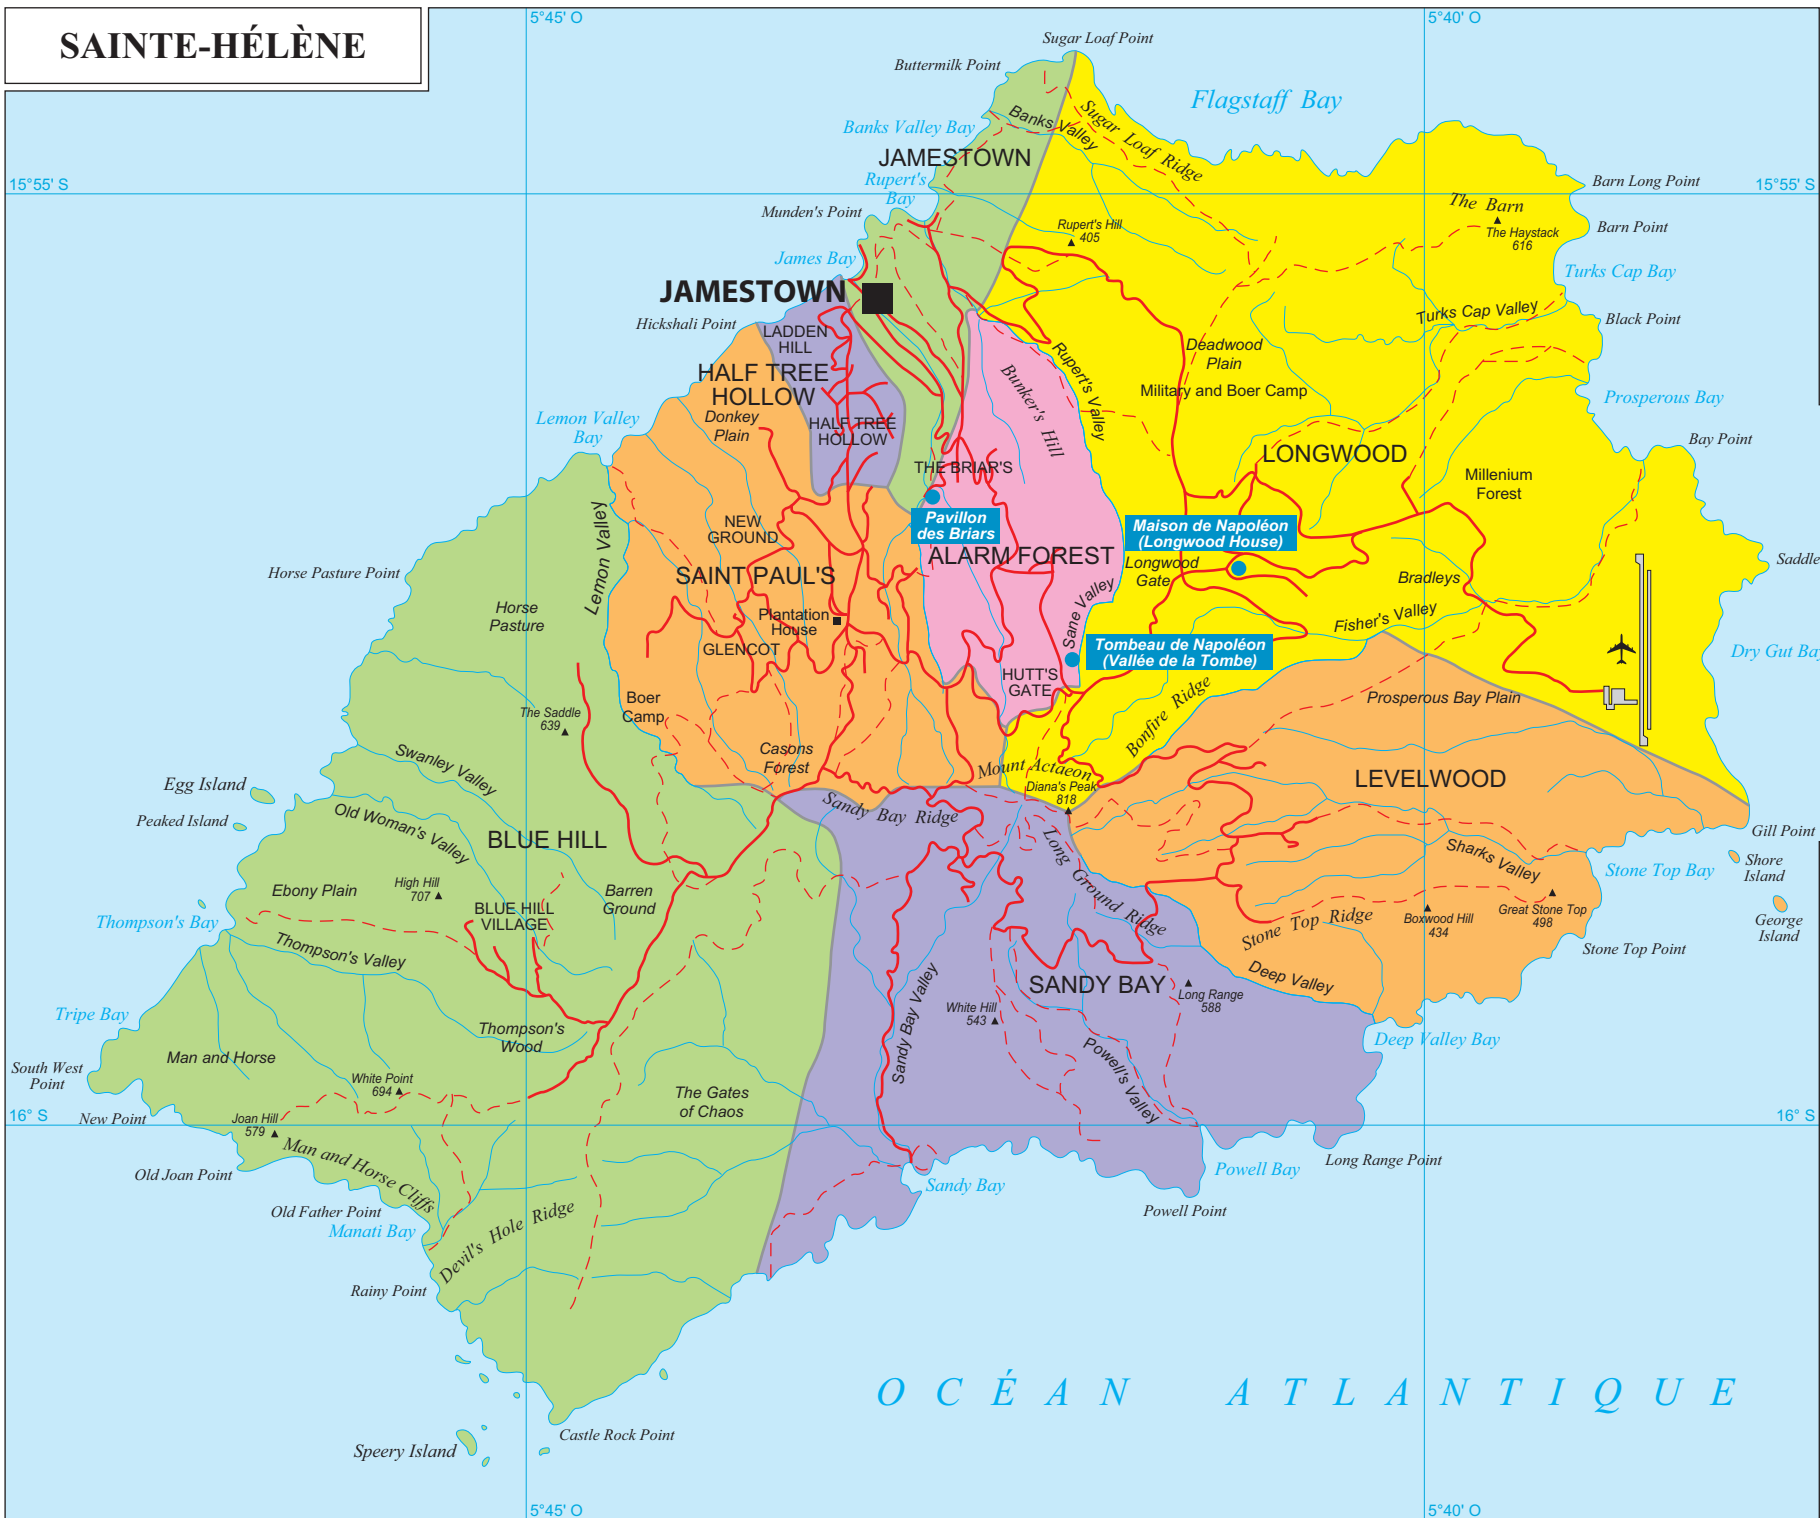 SAINTE-HÉLÈNE
5°45' O
5°40' O
Sugar Loaf Point
Buttermilk Point
Flagstaff Bay
Banks Valley Bay
Banks Valley
Sugar Loaf Ridge
JAMESTOWN
Rupert's
Bay
15°55' S
15°55' S
Barn Long Point
The Barn
The Haystack
616
Barn Point
Munden's Point
Rupert's Hill
405
James Bay
Turks Cap Bay
JAMESTOWN
Turks Cap Valley
Black Point
Hickshali Point
LADDEN
HILL
Deadwood
Plain
Rupert's Valley
Bunker's Hill
HALF TREE
HOLLOW
Military and Boer Camp
Prosperous Bay
Donkey
Plain
Lemon Valley
Bay
HALF TREE
HOLLOW
Bay Point
LONGWOOD
THE BRIAR'S
Millenium
Forest
Pavillon
des Briars
Maison de Napoléon
(Longwood House)
NEW
GROUND
Lemon Valley
ALARM FOREST
Longwood
Gate
Saddle
Horse Pasture Point
SAINT PAUL'S
Bradleys
Horse
Pasture
Plantation
House
Sane Valley
Fisher's Valley
GLENCOT
Tombeau de Napoléon
(Vallée de la Tombe)
Dry Gut Bay
HUTT'S
GATE
Boer
Camp
Bonfire Ridge
Prosperous Bay Plain
The Saddle
639
Casons
Forest
Swanley Valley
Mount Actaeon
Diana's Peak
818
LEVELWOOD
Egg Island
Peaked Island
Old Woman's Valley
Sandy Bay Ridge
BLUE HILL
Long Ground Ridge
Gill Point
Sharks Valley
Stone Top Bay
Shore
Island
Ebony Plain
High Hill
707
Barren
Ground
BLUE HILL
VILLAGE
Thompson's Bay
Stone Top Ridge
Boxwood Hill
434
Great Stone Top
498
George
Island
Stone Top Point
Thompson's Valley
Deep Valley
SANDY BAY
Long Range
588
Sandy Bay Valley
White Hill
543
Tripe Bay
Thompson's
Wood
Deep Valley Bay
Man and Horse
Powell's Valley
South West
Point
White Point
694
The Gates
of Chaos
New Point
16° S
16° S
Joan Hill
579
Man and Horse Cliffs
Old Joan Point
Long Range Point
Powell Bay
Sandy Bay
Old Father Point
Powell Point
Manati Bay
Devil's Hole Ridge
Rainy Point
OCÉAN ATLANTIQUE
Castle Rock Point
Speery Island
5°45' O
5°40' O